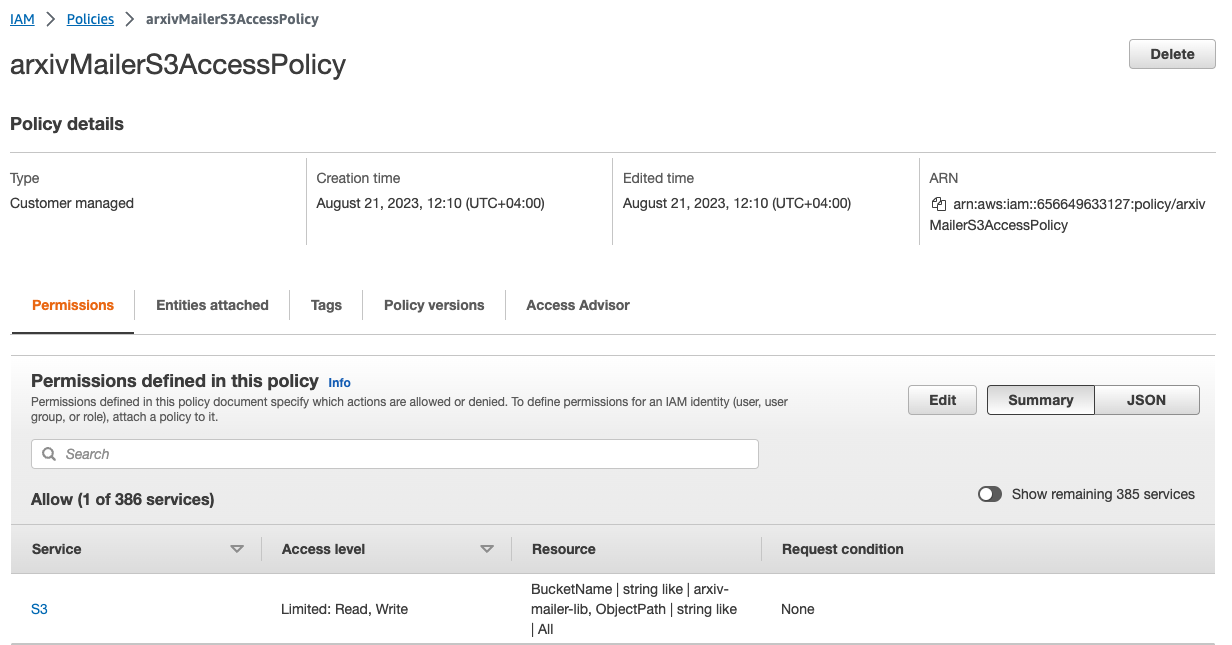 IAM > Policies > arxivMailerS3AccessPolicy
arxivMailerS3AccessPolicy
Delete
Policy details
Type
Customer managed
Creation time
August 21, 2023, 12:10 (UTC+04:00)
Edited time
August 21, 2023, 12:10 (UTC+04:00)
ARN
arn:aws:iam::656649633127:policy/arxiv
MailerS3AccessPolicy
Permissions
Entities attached
Tags
Policy versions
Access Advisor
Permissions defined in this policy Info
Permissions defined in this policy document specify which actions are allowed or denied. To define permissions for an IAM identity (user, user
group, or role), attach a policy to it.
Edit
Summary
JSON
Search
Allow (1 of 386 services)
Show remaining 385 services
Service
Access level
Resource
Request condition
S3
Limited: Read, Write
BucketName | string like | arxiv-
mailer-lib, ObjectPath | string like
| All
None